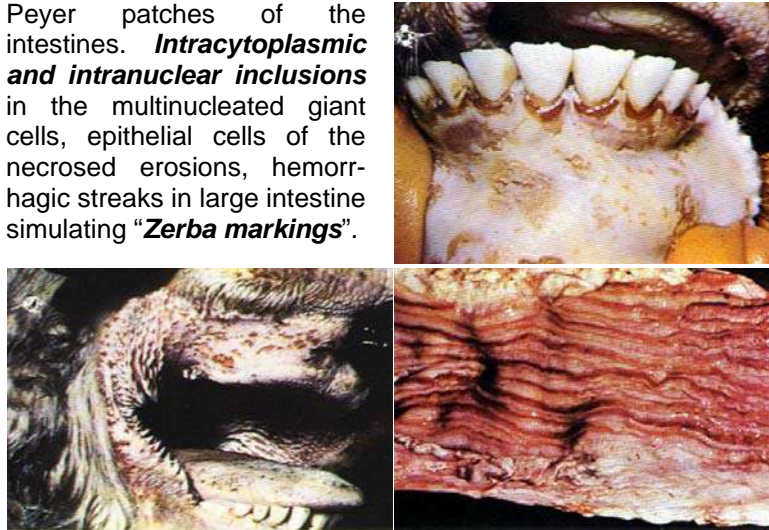 Peyer patches of the
intestines. Intracytoplasmic
and intranuclear inclusions
in the multinucleated giant
cells, epithelial cells of the
necrosed erosions, hemorr-
hagic streaks in large intestine
simulating “Zerba markings”.